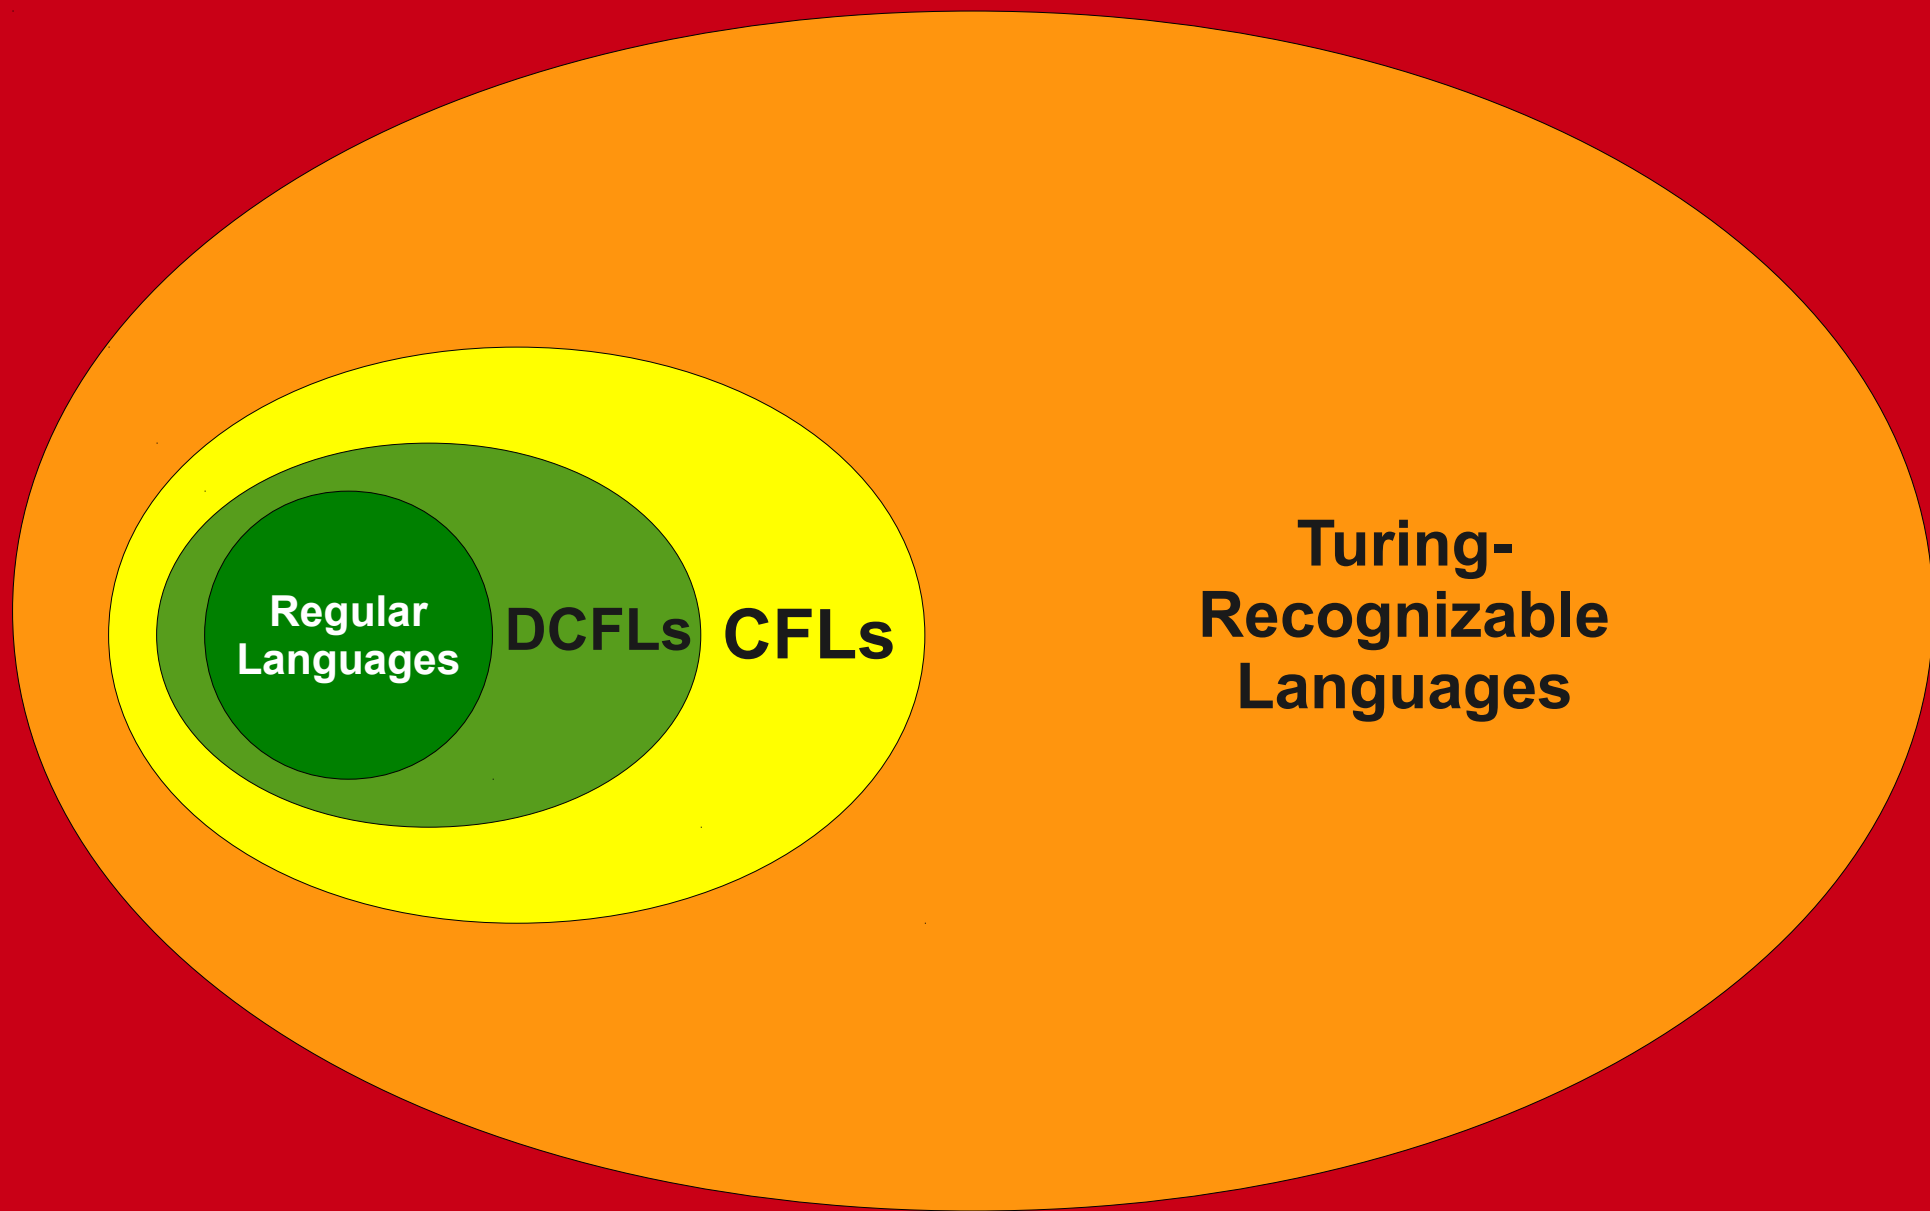 Regular
Languages
DCFLs
CFLs
Turing-
Recognizable
Languages